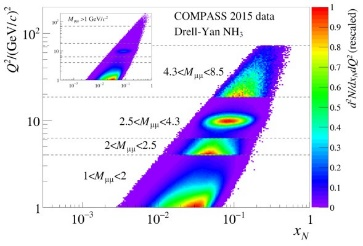 COMPASS 2015 data
Drell-Yan NH₃
M_μμ >1 GeV/c²
4.3<M_μμ<8.5
2.5<M_μμ<4.3
2<M_μμ<2.5
1<M_μμ<2
Q²/(GeV/c)²
10²
10
1
10⁻³
10⁻²
10⁻¹
1
x_N
1
0.9
0.8
0.7
0.6
0.5
0.4
0.3
0.2
0.1
0
d²N/dx_NdQ² (rescaled)